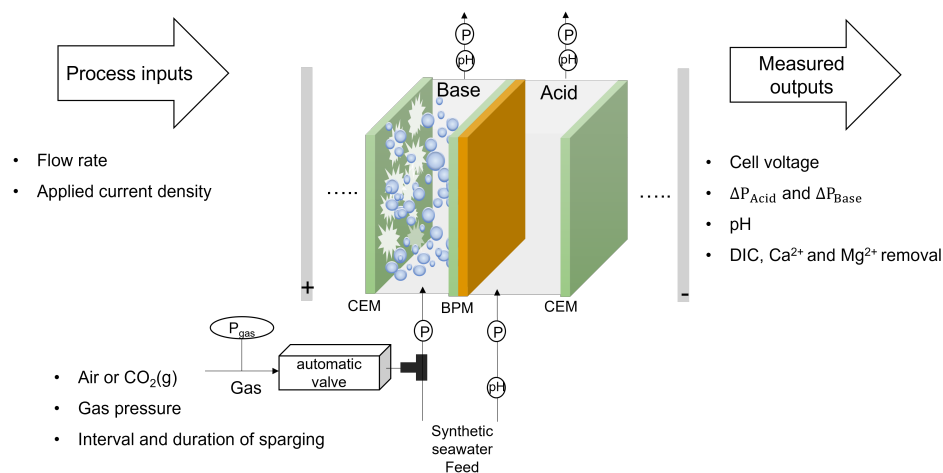 Process inputs
• Flow rate
• Applied current density
P
P
pH
pH
Base
Acid
Measured
outputs
• Cell voltage
• ΔP_Acid and ΔP_Base
• pH
• DIC, Ca²⁺ and Mg²⁺ removal
.....
.....
+
-
CEM
BPM
CEM
P
P
pH
P_gas
Gas
automatic
valve
• Air or CO₂(g)
• Gas pressure
• Interval and duration of sparging
Synthetic
seawater
Feed